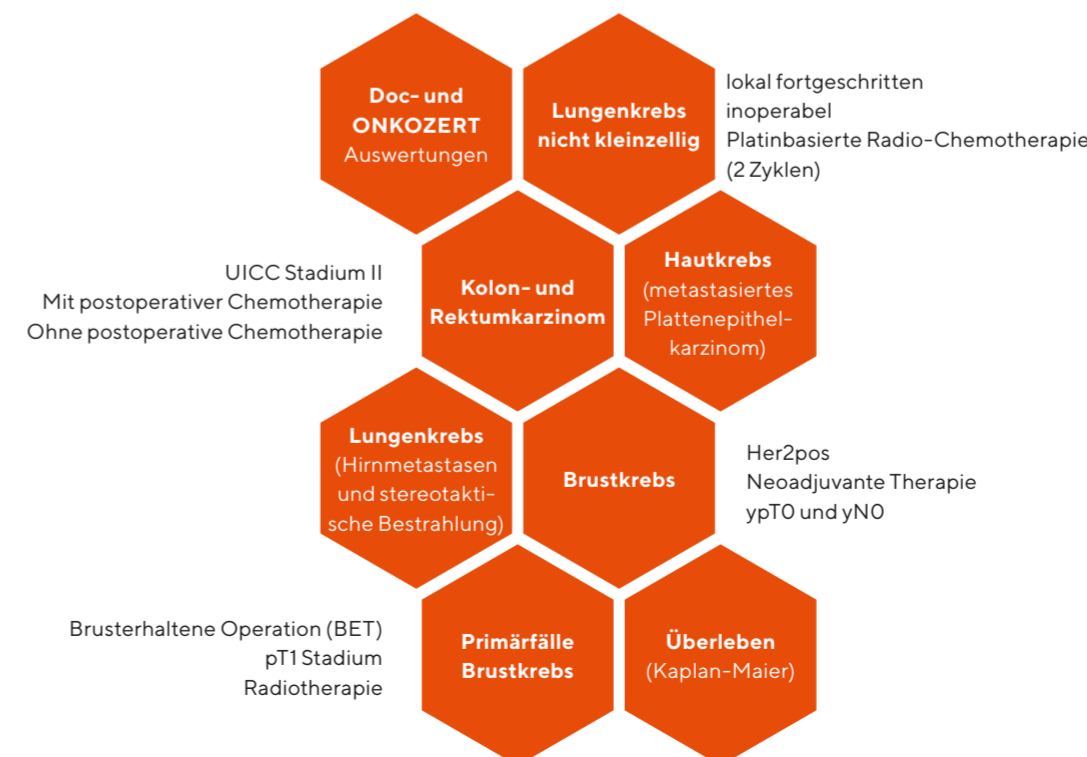 Doc- und
ONKOZERT
Auswertungen
Lungenkrebs
nicht kleinzellig
lokal fortgeschritten
inoperabel
Platinbasierte Radio-Chemotherapie
(2 Zyklen)
UICC Stadium II
Mit postoperativer Chemotherapie
Ohne postoperative Chemotherapie
Kolon- und
Rektumkarzinom
Hautkrebs
(metastasiertes
Plattenepithel-
karzinom)
Lungenkrebs
(Hirnmetastasen
und stereotakti-
sche Bestrahlung)
Brustkrebs
Her2pos
Neoadjuvante Therapie
ypT0 und yN0
Brusterhaltene Operation (BET)
pT1 Stadium
Radiotherapie
Primärfälle
Brustkrebs
Überleben
(Kaplan-Maier)